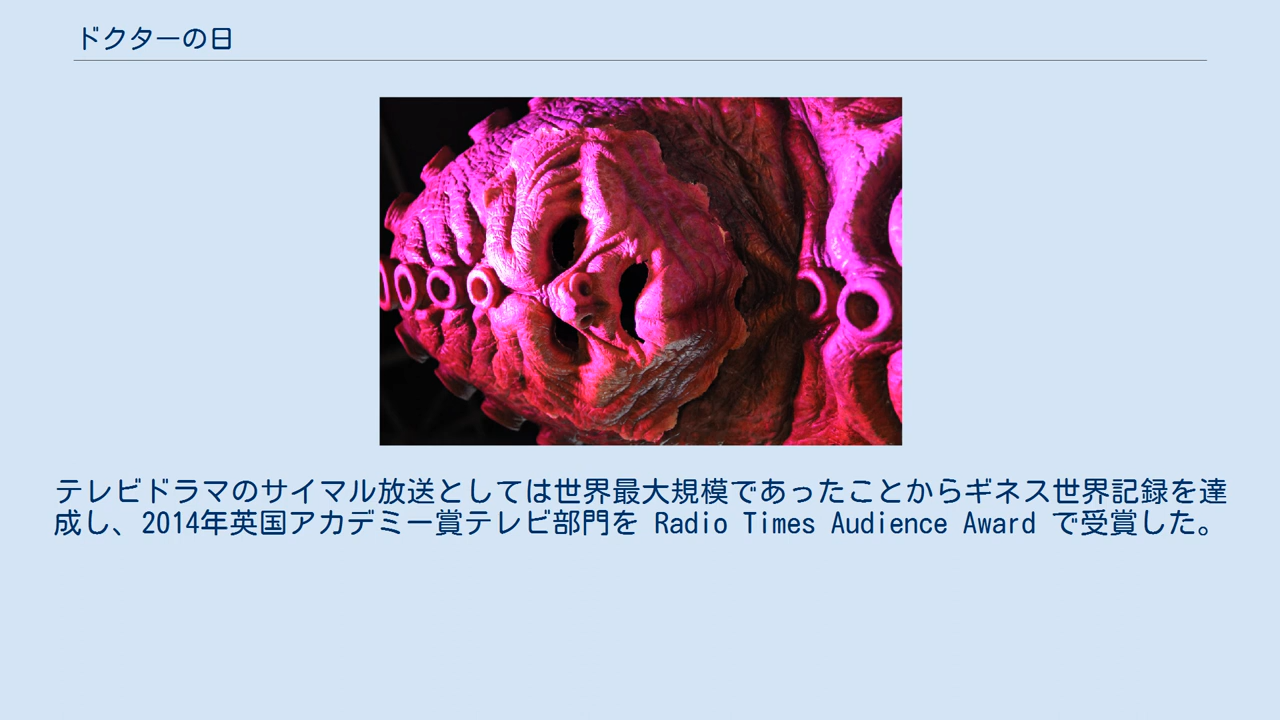 ドクターの日
テレビドラマのサイマル放送としては世界最大規模であったことからギネス世界記録を達
成し、2014年英国アカデミー賞テレビ部門を Radio Times Audience Award で受賞した。